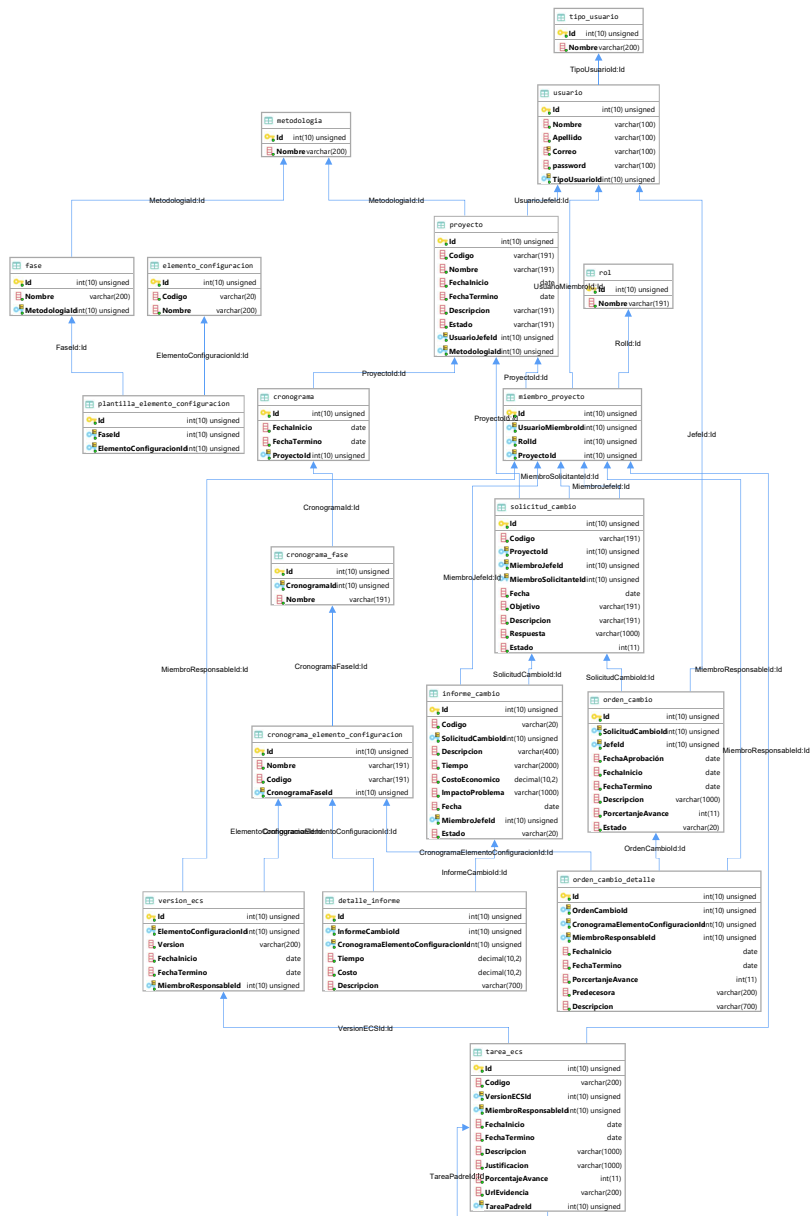 tipo_usuario
Id int(10) unsigned
Nombre varchar(200)
TipoUsuarioId:Id
usuario
Id int(10) unsigned
Nombre varchar(100)
Apellido varchar(100)
Correo varchar(100)
password varchar(100)
TipoUsuarioId int(10) unsigned
metodologia
Id int(10) unsigned
Nombre varchar(200)
MetodologiaId:Id
MetodologiaId:Id
UsuarioJefeId:Id
proyecto
Id int(10) unsigned
Codigo varchar(191)
Nombre varchar(191)
FechaInicio date
FechaTermino date
Descripcion varchar(191)
Estado varchar(191)
UsuarioJefeId int(10) unsigned
MetodologiaId int(10) unsigned
fase
Id int(10) unsigned
Nombre varchar(200)
MetodologiaId int(10) unsigned
elemento_configuracion
Id int(10) unsigned
Codigo varchar(20)
Nombre varchar(200)
rol
Id int(10) unsigned
Nombre varchar(191)
UsuarioMiembroId:Id
FaseId:Id
ElementoConfiguracionId:Id
RolId:Id
ProyectoId:Id
ProyectoId:Id
ProyectoId:Id
plantilla_elemento_configuracion
Id int(10) unsigned
FaseId int(10) unsigned
ElementoConfiguracionId int(10) unsigned
cronograma
Id int(10) unsigned
FechaInicio date
FechaTermino date
ProyectoId int(10) unsigned
miembro_proyecto
Id int(10) unsigned
UsuarioMiembroId int(10) unsigned
RolId int(10) unsigned
ProyectoId int(10) unsigned
JefeId:Id
MiembroSolicitanteId:Id
MiembroJefeId:Id
CronogramaId:Id
solicitud_cambio
Id int(10) unsigned
Codigo varchar(191)
ProyectoId int(10) unsigned
MiembroJefeId int(10) unsigned
MiembroSolicitanteId int(10) unsigned
Fecha date
Objetivo varchar(191)
Descripcion varchar(191)
Respuesta varchar(1000)
Estado int(11)
cronograma_fase
Id int(10) unsigned
CronogramaId int(10) unsigned
Nombre varchar(191)
MiembroJefeId:Id
MiembroResponsableId:Id
CronogramaFaseId:Id
SolicitudCambioId:Id
SolicitudCambioId:Id
MiembroResponsableId:Id
informe_cambio
Id int(10) unsigned
Codigo varchar(20)
SolicitudCambioId int(10) unsigned
Descripcion varchar(400)
Tiempo varchar(2000)
CostoEconomico decimal(10,2)
ImpactoProblema varchar(1000)
Fecha date
MiembroJefeId int(10) unsigned
Estado varchar(20)
orden_cambio
Id int(10) unsigned
SolicitudCambioId int(10) unsigned
JefeId int(10) unsigned
FechaAprobación date
FechaInicio date
FechaTermino date
Descripcion varchar(1000)
PorcertanjeAvance int(11)
Estado varchar(20)
MiembroResponsableId:Id
cronograma_elemento_configuracion
Id int(10) unsigned
Nombre varchar(191)
Codigo varchar(191)
CronogramaFaseId int(10) unsigned
ElementoConfiguracionId:Id
CronogramaElementoConfiguracionId:Id
CronogramaElementoConfiguracionId:Id
OrdenCambioId:Id
InformeCambioId:Id
version_ecs
Id int(10) unsigned
ElementoConfiguracionId int(10) unsigned
Version varchar(200)
FechaInicio date
FechaTermino date
MiembroResponsableId int(10) unsigned
detalle_informe
Id int(10) unsigned
InformeCambioId int(10) unsigned
CronogramaElementoConfiguracionId int(10) unsigned
Tiempo decimal(10,2)
Costo decimal(10,2)
Descripcion varchar(700)
orden_cambio_detalle
Id int(10) unsigned
OrdenCambioId int(10) unsigned
CronogramaElementoConfiguracionId int(10) unsigned
MiembroResponsableId int(10) unsigned
FechaInicio date
FechaTermino date
PorcertanjeAvance int(11)
Predecesora varchar(200)
Descripcion varchar(700)
VersionECSId:Id
tarea_ecs
Id int(10) unsigned
Codigo varchar(200)
VersionECSId int(10) unsigned
MiembroResponsableId int(10) unsigned
FechaInicio date
FechaTermino date
Descripcion varchar(1000)
Justificacion varchar(1000)
PorcentajeAvance int(11)
UrlEvidencia varchar(200)
TareaPadreId int(10) unsigned
TareaPadreId:Id